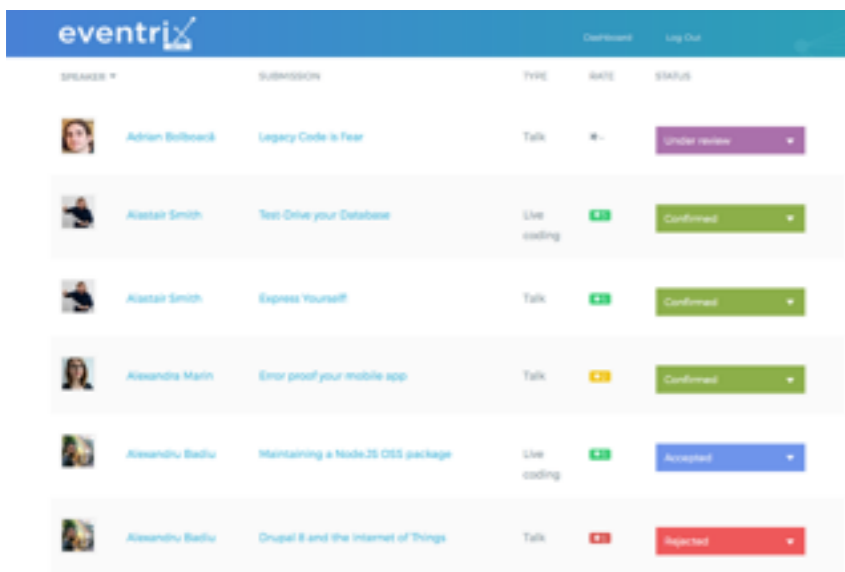 eventrix
Dashboard Log Out
SPEAKER SUBMISSION TYPE RATE STATUS
Adrian Bolboacă Legacy Code is Fear Talk Under review
Alastair Smith Test-Drive your Database Live coding Confirmed
Alastair Smith Express Yourself! Talk Confirmed
Alexandra Marin Error proof your mobile app Talk Confirmed
Alexandru Badiu Maintaining a NodeJS OSS package Live coding Accepted
Alexandru Badiu Drupal 8 and the Internet of Things Talk Rejected